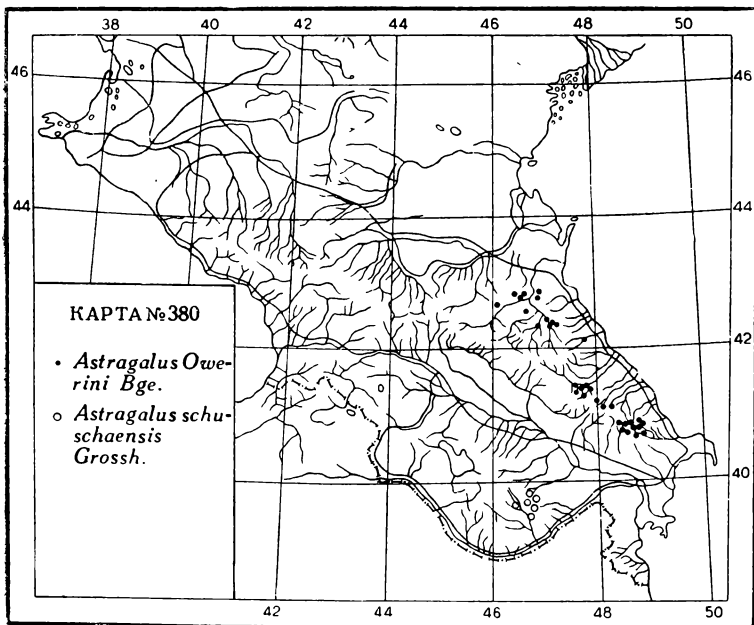 38 40 42 44 46 48 50
46
46
44
44
КАРТА №380
• Astragalus Owe-
rini Bge.
○ Astragalus schu-
schaensis
Grossh.
42
40
40
42 44 46 48 50